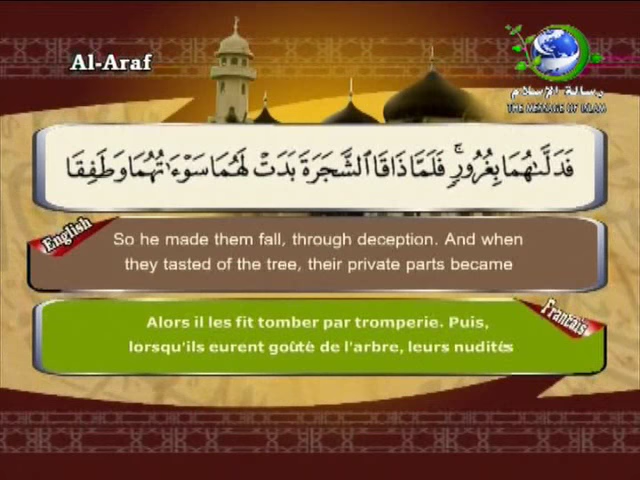 Al-Araf
رسالة الإسلام
THE MESSAGE OF ISLAM
فَدَلَّىٰهُمَا بِغُرُورٍۚ فَلَمَّا ذَاقَا ٱلشَّجَرَةَ بَدَتْ لَهُمَا سَوْءَٰتُهُمَا وَطَفِقَا
English
So he made them fall, through deception. And when
they tasted of the tree, their private parts became
Francais
Alors il les fit tomber par tromperie. Puis,
lorsqu'ils eurent goûté de l'arbre, leurs nudités